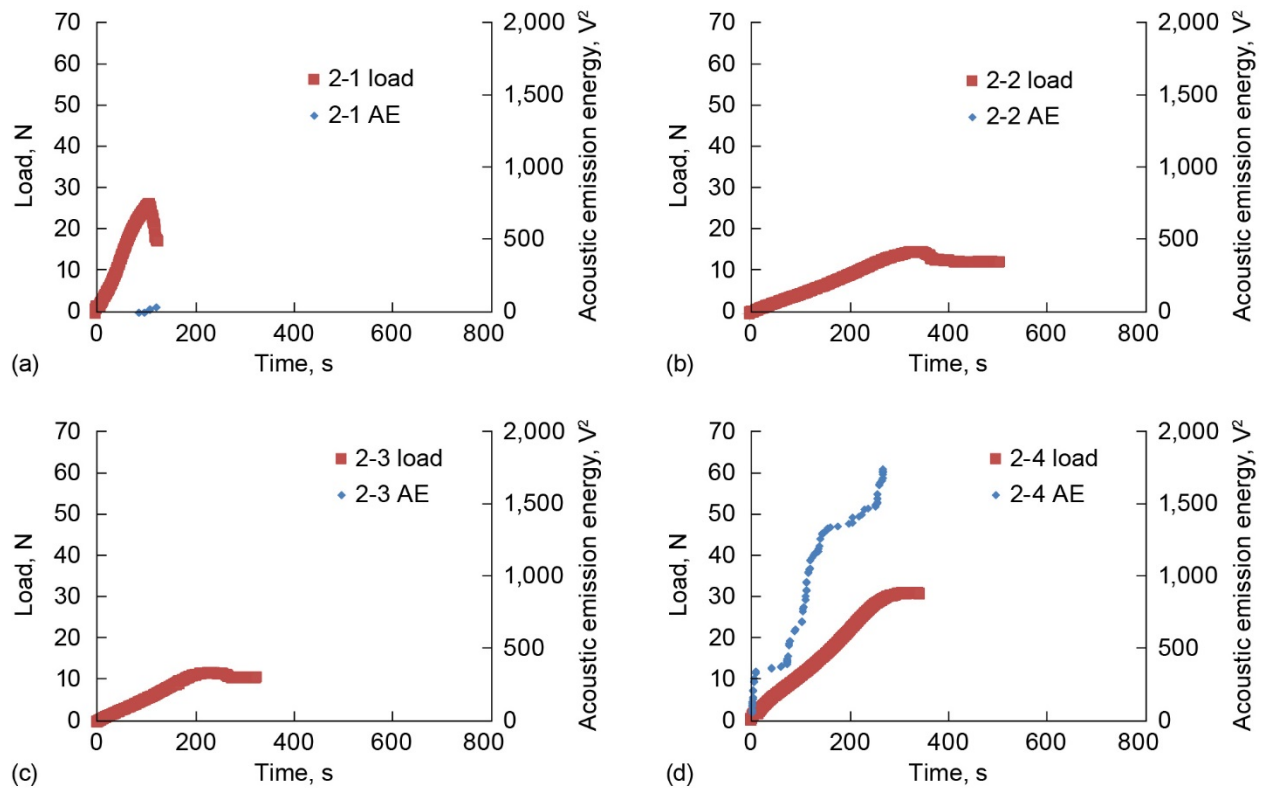 70
60
50
40
30
20
10
0
Load, N
2-1 load
2-1 AE
2,000
1,500
1,000
500
0
Acoustic emission energy, V²
0 200 400 600 800
Time, s
(a)
70
60
50
40
30
20
10
0
Load, N
2-2 load
2-2 AE
2,000
1,500
1,000
500
0
Acoustic emission energy, V²
0 200 400 600 800
Time, s
(b)
70
60
50
40
30
20
10
0
Load, N
2-3 load
2-3 AE
2,000
1,500
1,000
500
0
Acoustic emission energy, V²
0 200 400 600 800
Time, s
(c)
70
60
50
40
30
20
10
0
Load, N
2-4 load
2-4 AE
2,000
1,500
1,000
500
0
Acoustic emission energy, V²
0 200 400 600 800
Time, s
(d)